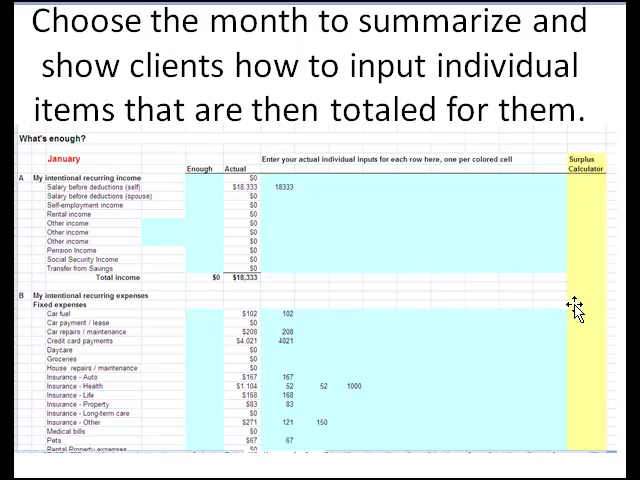 Choose the month to summarize and
show clients how to input individual
items that are then totaled for them.
What's enough?
January Enter your actual individual inputs for each row here, one per colored cell Surplus
Enough Actual Calculator
A My intentional recurring income $0
Salary before deductions (self) $18,333 18333
Salary before deductions (spouse) $0
Self-employment income $0
Rental income $0
Other income $0
Other income $0
Other income $0
Pension Income $0
Social Security Income $0
Transfer from Savings $0
Total income $0 $18,333
B My intentional recurring expenses
Fixed expenses
Car fuel $102 102
Car payment / lease $0
Car repairs / maintenance $208 208
Credit card payments $4,021 4021
Daycare $0
Groceries $0
House repairs / maintenance $0
Insurance - Auto $167 167
Insurance - Health $1,104 52 52 1000
Insurance - Life $168 168
Insurance - Property $83 83
Insurance - Long-term care $0
Insurance - Other $271 121 150
Medical bills $0
Pets $67 67
Rental Property expenses $0